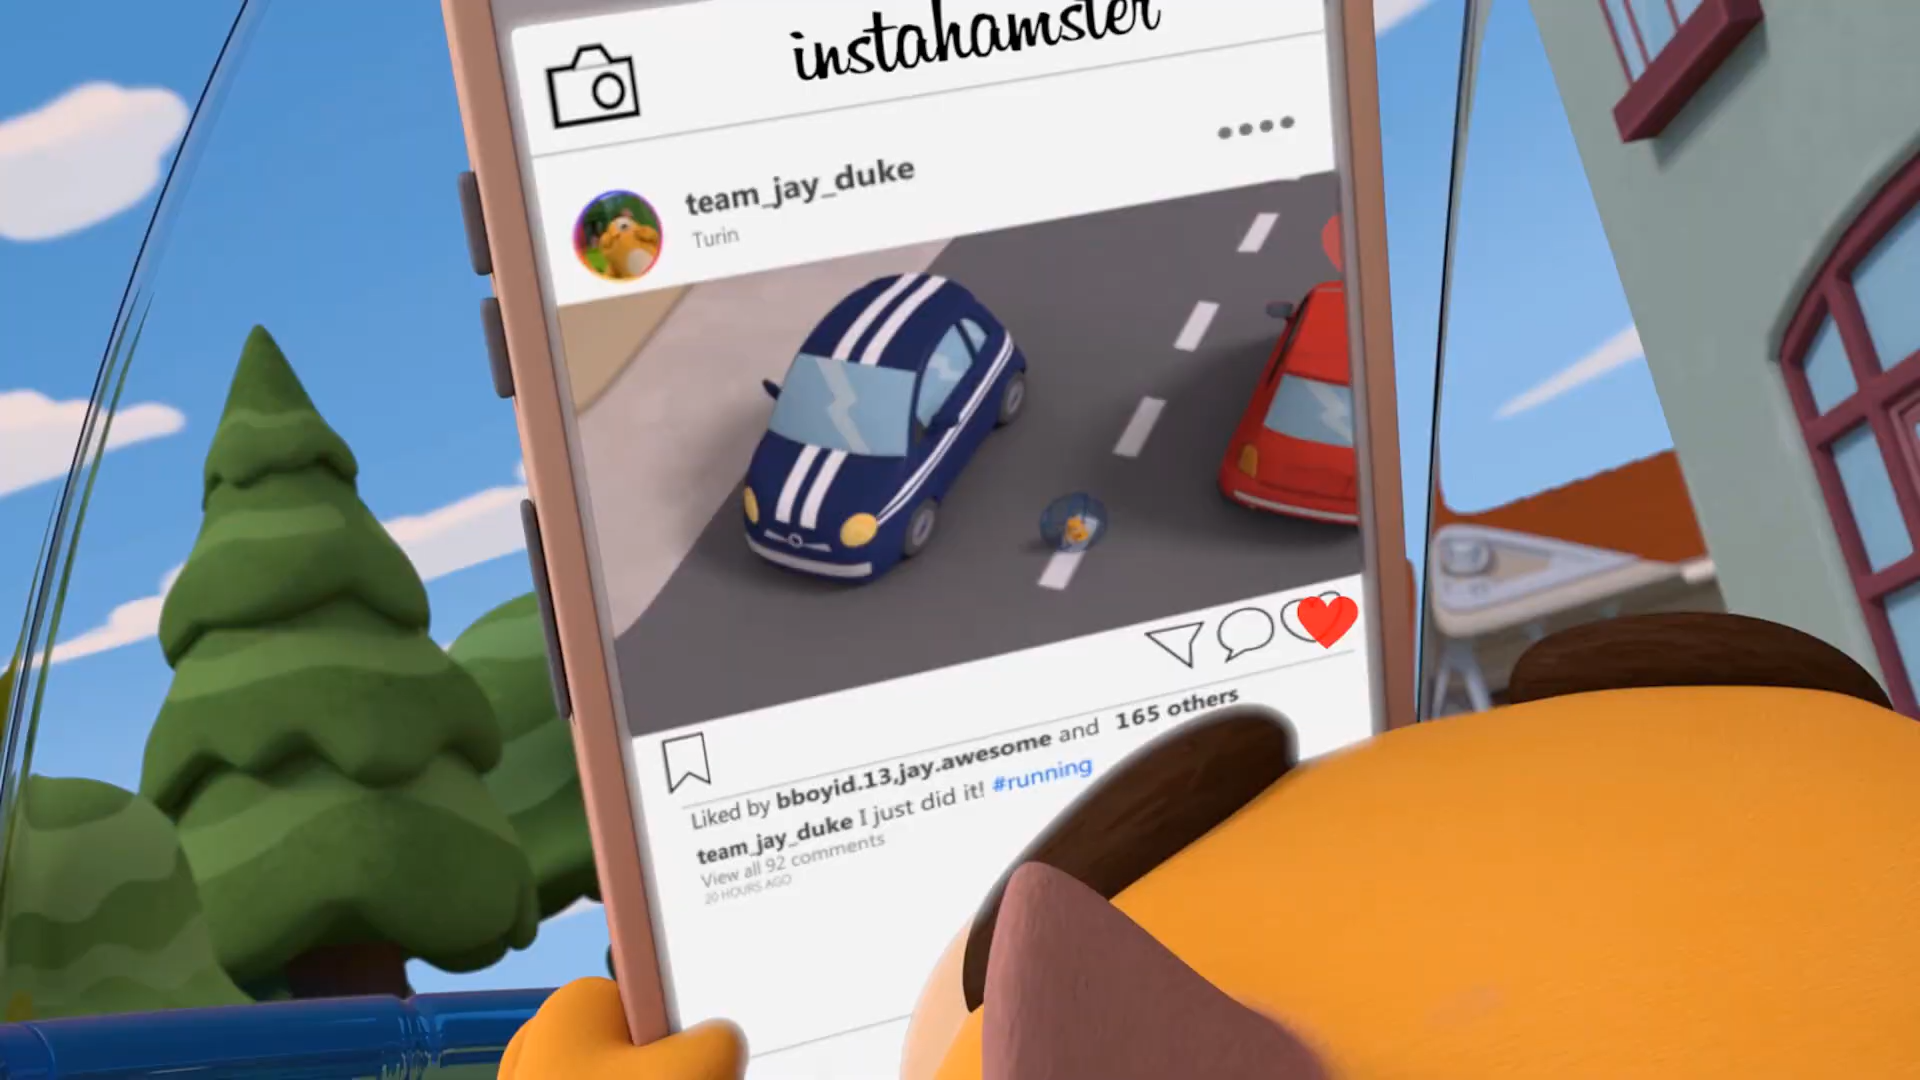 instahamster
team_jay_duke
Turin
Liked by bboyid.13,jay.awesome and 165 others
team_jay_duke I just did it! #running
View all 92 comments
20 HOURS AGO